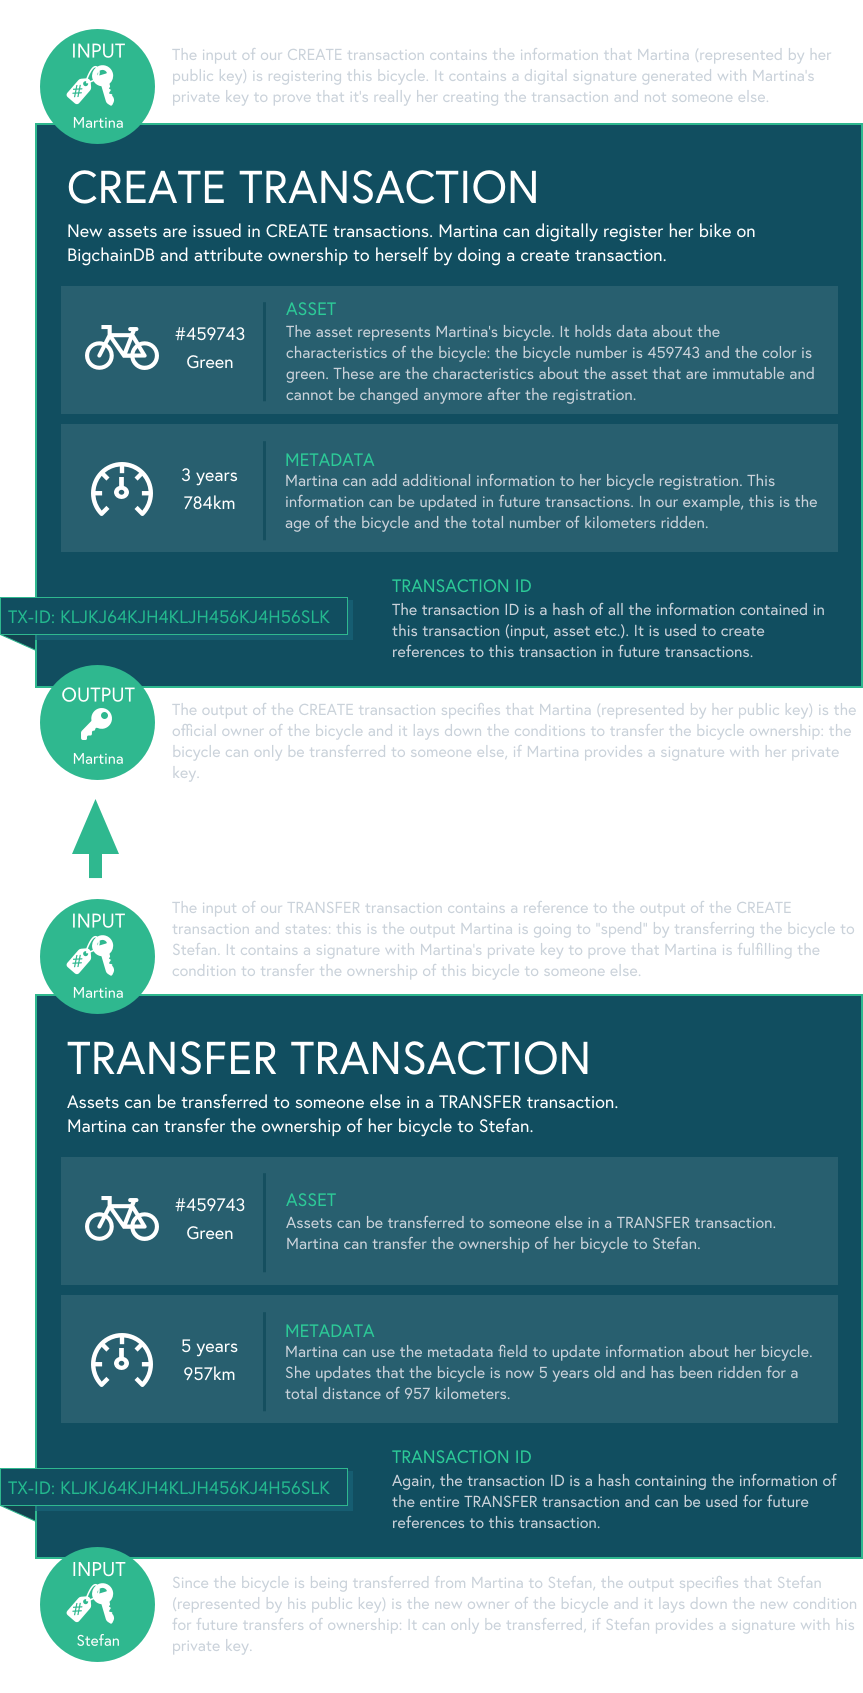 INPUT
Martina
The input of our CREATE transaction contains the information that Martina (represented by her
public key) is registering this bicycle. It contains a digital signature generated with Martina's
private key to prove that it's really her creating the transaction and not someone else.
CREATE TRANSACTION
New assets are issued in CREATE transactions. Martina can digitally register her bike on
BigchainDB and attribute ownership to herself by doing a create transaction.
#459743
Green
ASSET
The asset represents Martina's bicycle. It holds data about the
characteristics of the bicycle: the bicycle number is 459743 and the color is
green. These are the characteristics about the asset that are immutable and
cannot be changed anymore after the registration.
3 years
784km
METADATA
Martina can add additional information to her bicycle registration. This
information can be updated in future transactions. In our example, this is the
age of the bicycle and the total number of kilometers ridden.
TX-ID: KLJKJ64KJH4KLJH456KJ4H56SLK
TRANSACTION ID
The transaction ID is a hash of all the information contained in
this transaction (input, asset etc.). It is used to create
references to this transaction in future transactions.
OUTPUT
Martina
The output of the CREATE transaction specifies that Martina (represented by her public key) is the
official owner of the bicycle and it lays down the conditions to transfer the bicycle ownership: the
bicycle can only be transferred to someone else, if Martina provides a signature with her private
key.
INPUT
Martina
The input of our TRANSFER transaction contains a reference to the output of the CREATE
transaction and states: this is the output Martina is going to "spend" by transferring the bicycle to
Stefan. It contains a signature with Martina's private key to prove that Martina is fulfilling the
condition to transfer the ownership of this bicycle to someone else.
TRANSFER TRANSACTION
Assets can be transferred to someone else in a TRANSFER transaction.
Martina can transfer the ownership of her bicycle to Stefan.
#459743
Green
ASSET
Assets can be transferred to someone else in a TRANSFER transaction.
Martina can transfer the ownership of her bicycle to Stefan.
5 years
957km
METADATA
Martina can use the metadata field to update information about her bicycle.
She updates that the bicycle is now 5 years old and has been ridden for a
total distance of 957 kilometers.
TX-ID: KLJKJ64KJH4KLJH456KJ4H56SLK
TRANSACTION ID
Again, the transaction ID is a hash containing the information of
the entire TRANSFER transaction and can be used for future
references to this transaction.
INPUT
Stefan
Since the bicycle is being transferred from Martina to Stefan, the output specifies that Stefan
(represented by his public key) is the new owner of the bicycle and it lays down the new condition
for future transfers of ownership: It can only be transferred, if Stefan provides a signature with his
private key.